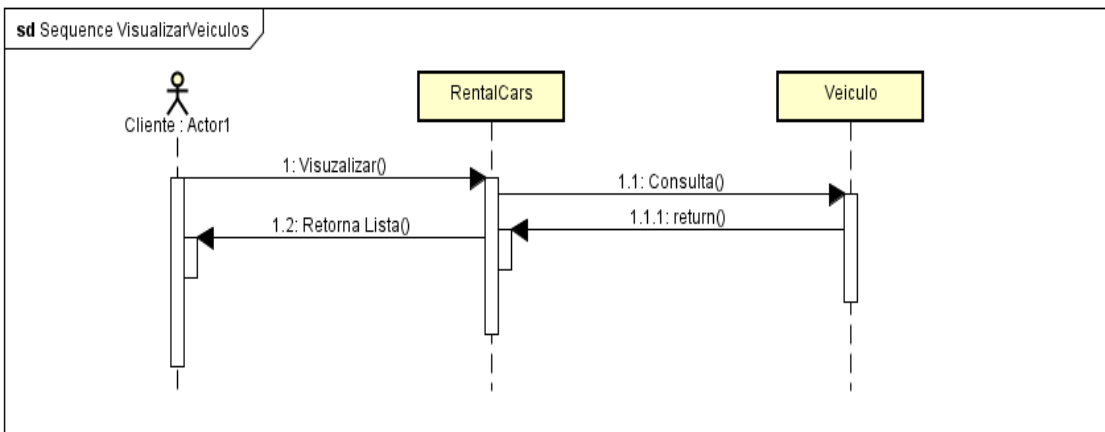 sd Sequence VisualizarVeiculos
Cliente : Actor1
RentalCars
Veiculo
1: Visuzalizar()
1.1: Consulta()
1.1.1: return()
1.2: Retorna Lista()